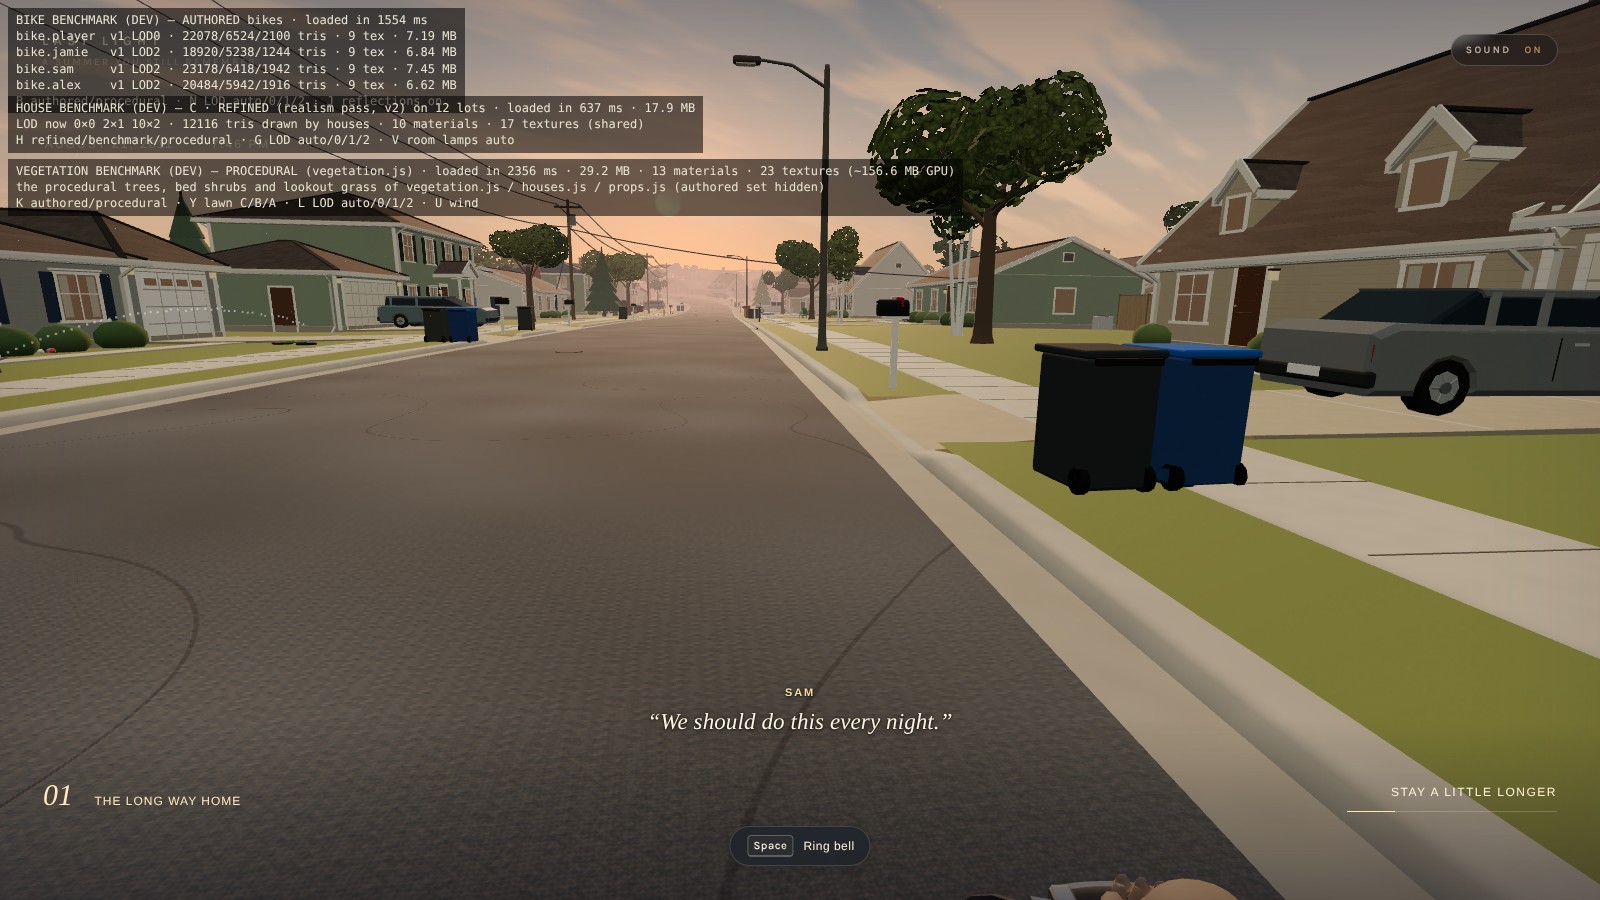 BIKE BENCHMARK (DEV) — AUTHORED bikes · loaded in 1554 ms
bike.player v1 LOD0 · 22078/6524/2100 tris · 9 tex · 7.19 MB
bike.jamie v1 LOD2 · 18920/5238/1244 tris · 9 tex · 6.84 MB
bike.sam v1 LOD2 · 23178/6418/1942 tris · 9 tex · 7.45 MB
bike.alex v1 LOD2 · 20484/5942/1916 tris · 9 tex · 6.62 MB
B authored/procedural · N LOD auto/0/1/2 · J reflections on
HOUSE BENCHMARK (DEV) — C · REFINED (realism pass, v2) on 12 lots · loaded in 637 ms · 17.9 MB
LOD now 0×0 2×1 10×2 · 12116 tris drawn by houses · 10 materials · 17 textures (shared)
H refined/benchmark/procedural · G LOD auto/0/1/2 · V room lamps auto
VEGETATION BENCHMARK (DEV) — PROCEDURAL (vegetation.js) · loaded in 2356 ms · 29.2 MB · 13 materials · 23 textures (~156.6 MB GPU)
the procedural trees, bed shrubs and lookout grass of vegetation.js / houses.js / props.js (authored set hidden)
K authored/procedural · Y lawn C/B/A · L LOD auto/0/1/2 · U wind
SOUND ON
SAM
“We should do this every night.”
01 THE LONG WAY HOME
STAY A LITTLE LONGER
Space Ring bell